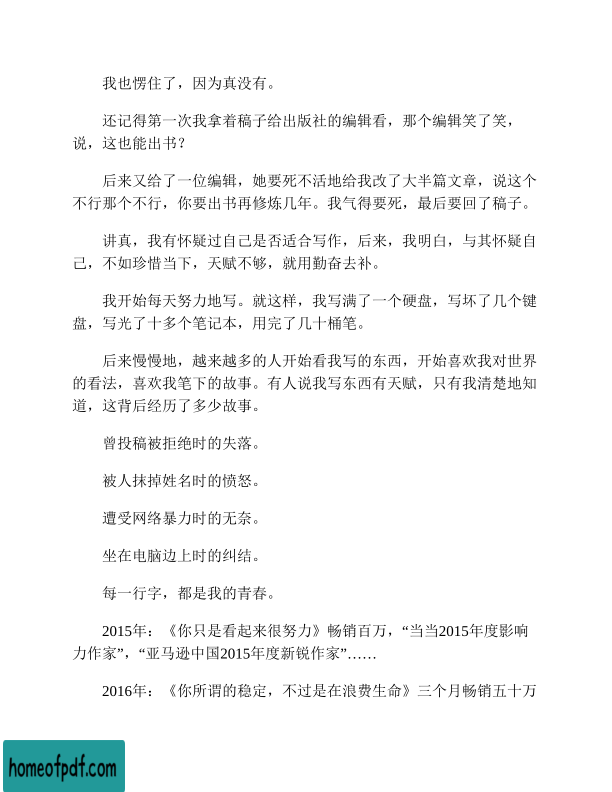 我也愣住了，因为真没有。
还记得第一次我拿着稿子给出版社的编辑看，那个编辑笑了笑，
说，这也能出书？
后来又给了一位编辑，她要死不活地给我改了大半篇文章，说这个
不行那个不行，你要出书再修炼几年。我气得要死，最后要回了稿子。
讲真，我有怀疑过自己是否适合写作，后来，我明白，与其怀疑自
己，不如珍惜当下，天赋不够，就用勤奋去补。
我开始每天努力地写。就这样，我写满了一个硬盘，写坏了几个键
盘，写光了十多个笔记本，用完了几十桶笔。
后来慢慢地，越来越多的人开始看我写的东西，开始喜欢我对世界
的看法，喜欢我笔下的故事。有人说我写东西有天赋，只有我清楚地知
道，这背后经历了多少故事。
曾投稿被拒绝时的失落。
被人抹掉姓名时的愤怒。
遭受网络暴力时的无奈。
坐在电脑边上时的纠结。
每一行字，都是我的青春。
2015年：《你只是看起来很努力》畅销百万，“当当2015年度影响
力作家”，“亚马逊中国2015年度新锐作家”……
2016年：《你所谓的稳定，不过是在浪费生命》三个月畅销五十万
homeofpdf.com